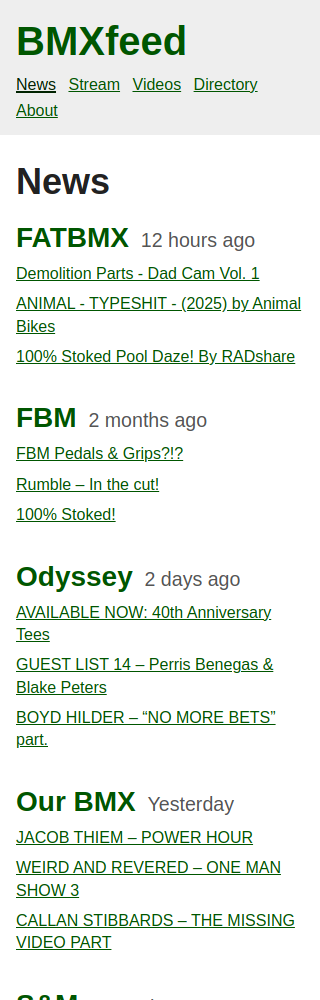 BMXfeed
News Stream Videos Directory
About
News
FATBMX 12 hours ago
Demolition Parts - Dad Cam Vol. 1
ANIMAL - TYPESHIT - (2025) by Animal
Bikes
100% Stoked Pool Daze! By RADshare
FBM 2 months ago
FBM Pedals & Grips?!?
Rumble – In the cut!
100% Stoked!
Odyssey 2 days ago
AVAILABLE NOW: 40th Anniversary
Tees
GUEST LIST 14 – Perris Benegas &
Blake Peters
BOYD HILDER – “NO MORE BETS”
part.
Our BMX Yesterday
JACOB THIEM – POWER HOUR
WEIRD AND REVERED – ONE MAN
SHOW 3
CALLAN STIBBARDS – THE MISSING
VIDEO PART
S&M